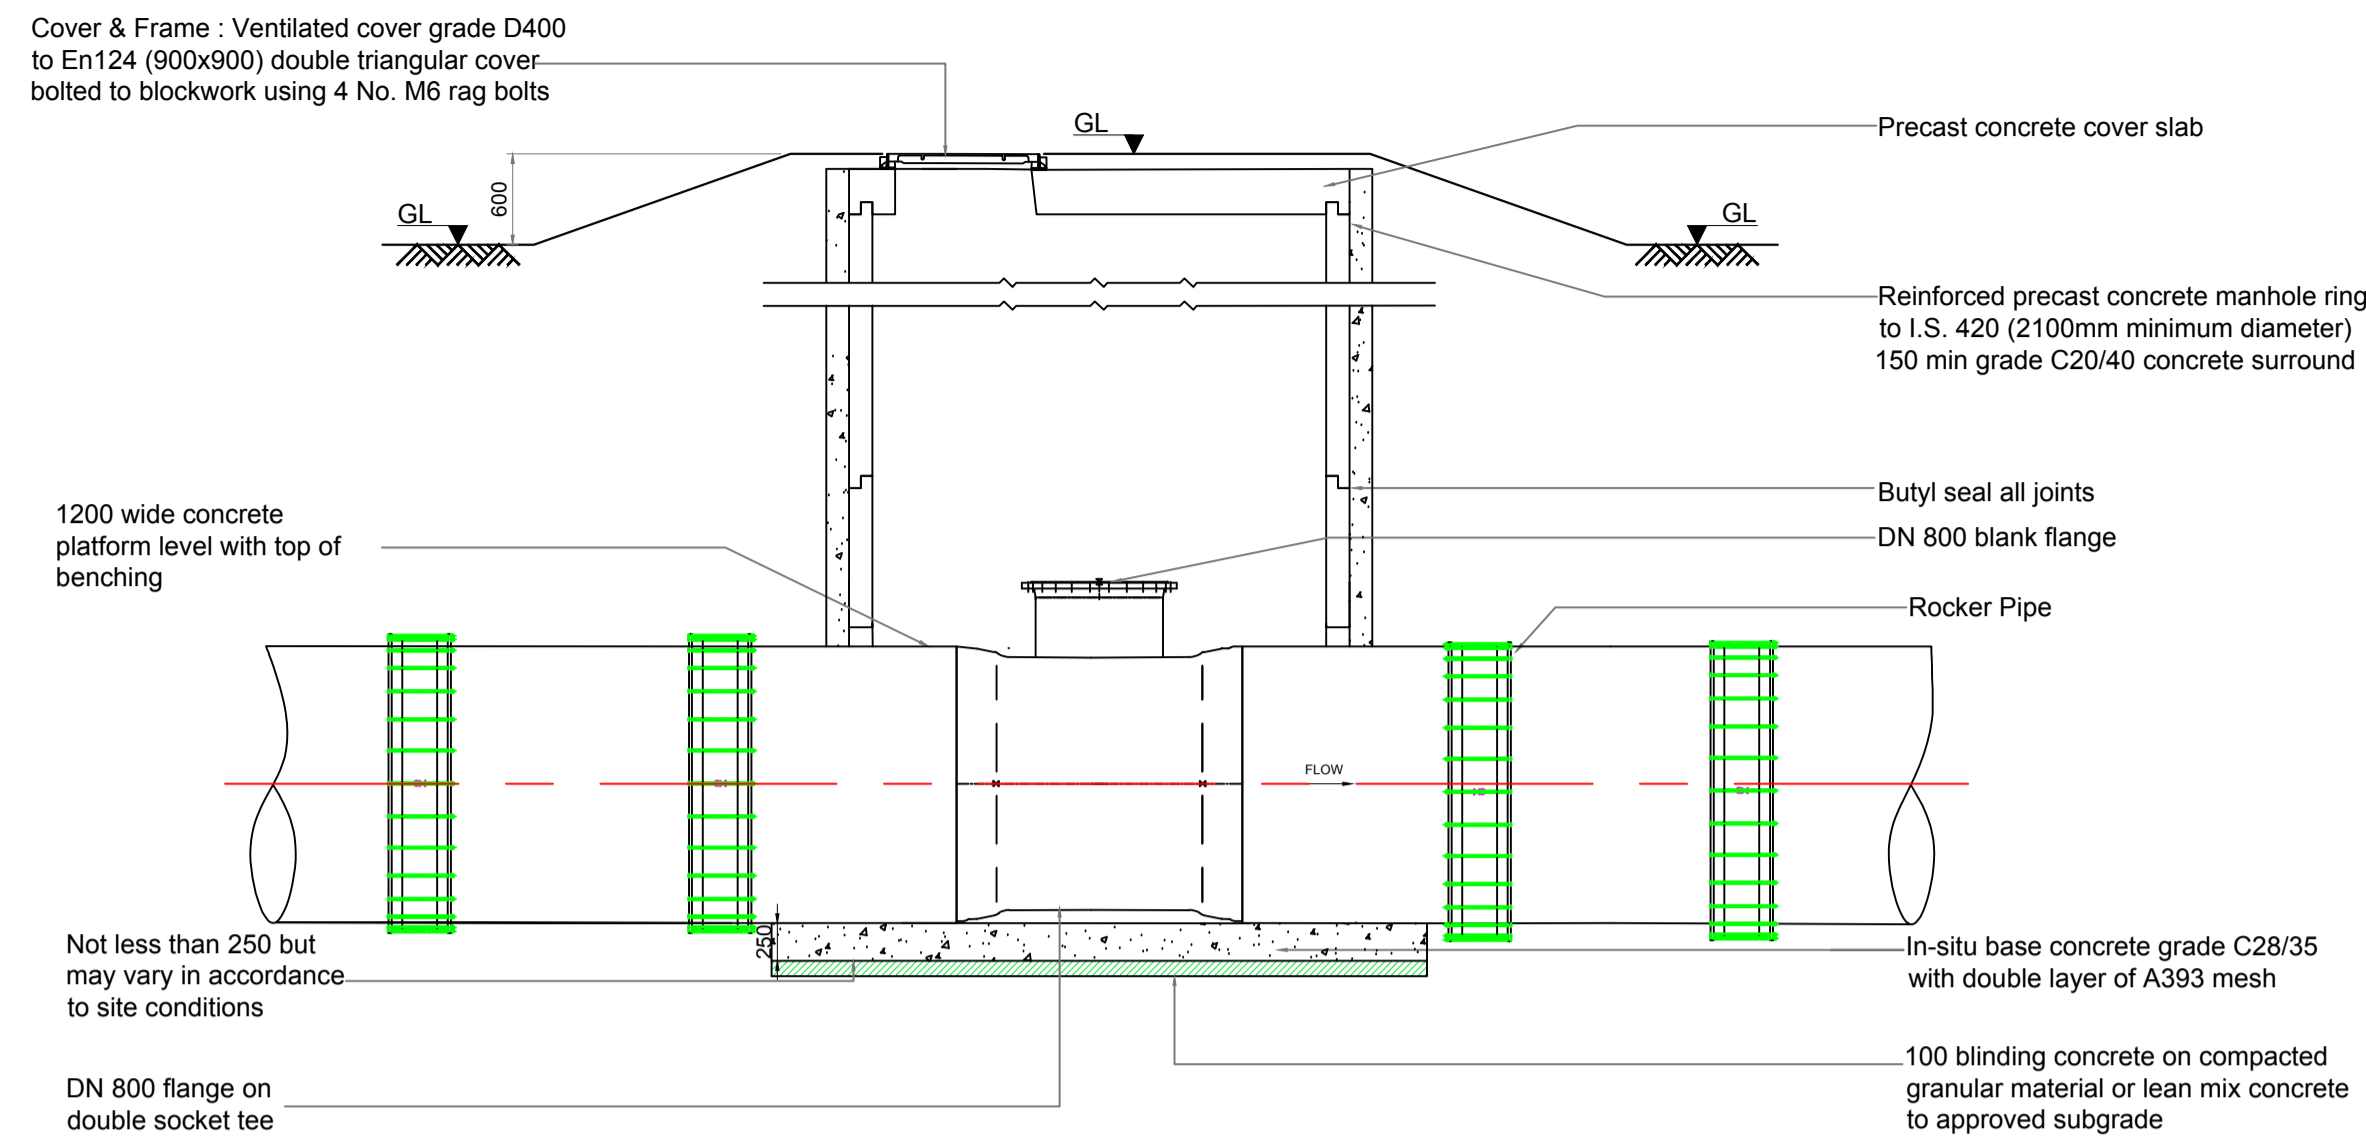 Cover & Frame : Ventilated cover grade D400
to En124 (900x900) double triangular cover
bolted to blockwork using 4 No. M6 rag bolts
GL
Precast concrete cover slab
600
GL
GL
Reinforced precast concrete manhole ring
to I.S. 420 (2100mm minimum diameter)
150 min grade C20/40 concrete surround
Butyl seal all joints
1200 wide concrete
platform level with top of
benching
DN 800 blank flange
Rocker Pipe
FLOW
250
Not less than 250 but
may vary in accordance
to site conditions
In-situ base concrete grade C28/35
with double layer of A393 mesh
DN 800 flange on
double socket tee
100 blinding concrete on compacted
granular material or lean mix concrete
to approved subgrade